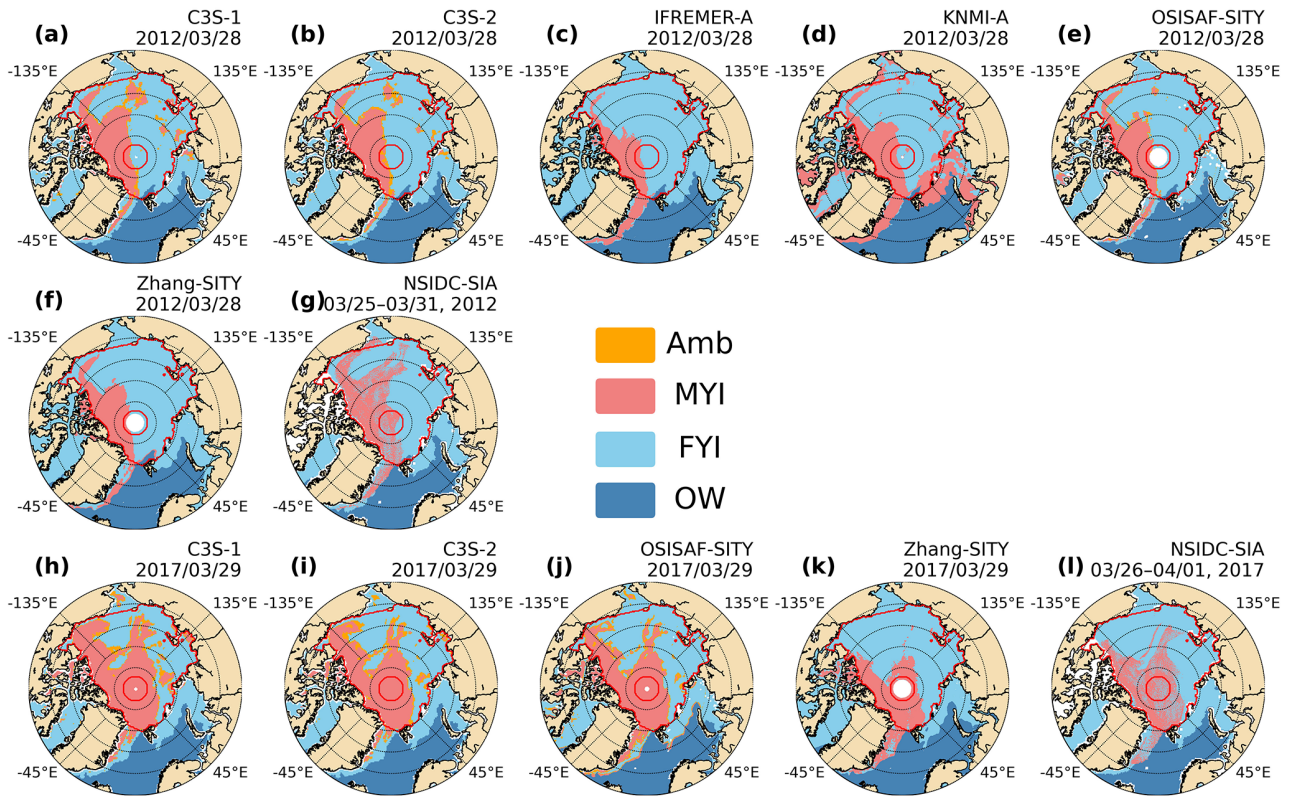 (a) C3S-1
2012/03/28
-135°E 135°E
-45°E 45°E
(b) C3S-2
2012/03/28
135°E
45°E
(c) IFREMER-A
2012/03/28
-135°E 135°E
-45°E 45°E
(d) KNMI-A
2012/03/28
-135°E 135°E
-45°E 45°E
(e) OSISAF-SITY
2012/03/28
-135°E 135°E
-45°E 45°E
(f) Zhang-SITY
2012/03/28
-135°E 135°E
-45°E 45°E
(g) NSIDC-SIA
03/25–03/31, 2012
-135°E 135°E
-45°E 45°E
Amb
MYI
FYI
OW
(h) C3S-1
2017/03/29
-135°E 135°E
-45°E 45°E
(i) C3S-2
2017/03/29
-135°E 135°E
-45°E 45°E
(j) OSISAF-SITY
2017/03/29
-135°E 135°E
-45°E 45°E
(k) Zhang-SITY
2017/03/29
-135°E 135°E
-45°E 45°E
(l) NSIDC-SIA
03/26–04/01, 2017
-135°E 135°E
-45°E 45°E